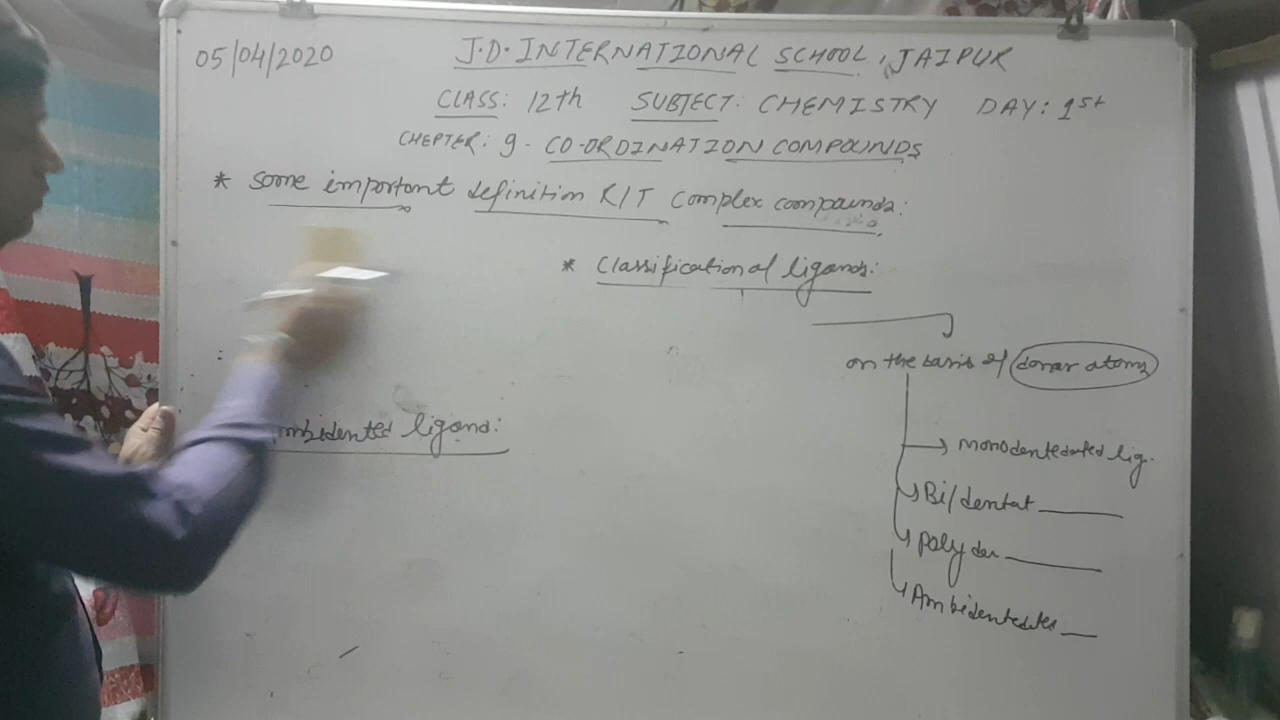 05/04/2020
J.D. INTERNATIONAL SCHOOL, JAIPUR
CLASS: 12th SUBJECT: CHEMISTRY DAY: 1st
CHEPTER: 9 - CO-ORDINATION COMPOUNDS
* Some important definition R/T Complex compounds:
* Classification of ligands:
on the basis of donar atoms
→ monodentedated lig.
→ Bi/dentat
→ Poly den
mbidented ligand:
→ Ambidentedates